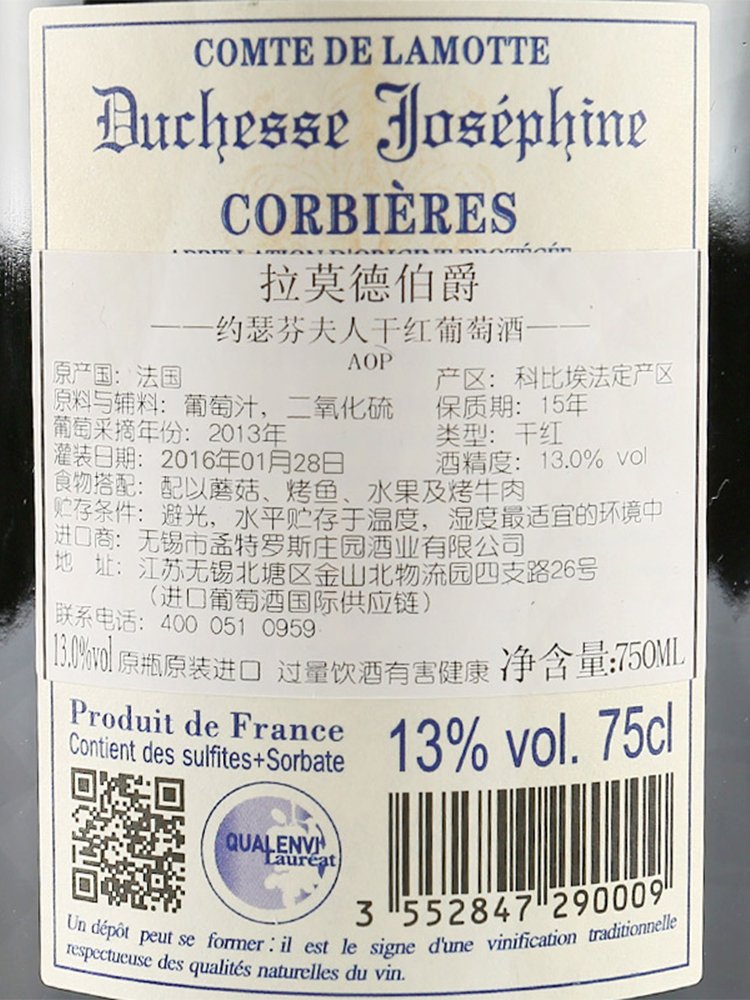 COMTE DE LAMOTTE
Duchesse Joséphine
CORBIÈRES
APPELLATION D'ORIGINE PROTÉGÉE
拉莫德伯爵
——约瑟芬夫人干红葡萄酒——
AOP
原产国：法国 产区：科比埃法定产区
原料与辅料：葡萄汁，二氧化硫 保质期：15年
葡萄采摘年份：2013年 类型：干红
灌装日期：2016年01月28日 酒精度：13.0% vol
食物搭配：配以蘑菇、烤鱼、水果及烤牛肉
贮存条件：避光，水平贮存于温度，湿度最适宜的环境中
进口商：无锡市孟特罗斯庄园酒业有限公司
地 址：江苏无锡北塘区金山北物流园四支路26号
（进口葡萄酒国际供应链）
联系电话：400 051 0959
13.0%vol 原瓶原装进口 过量饮酒有害健康 净含量:750ML
Produit de France
Contient des sulfites+Sorbate
13% vol. 75cl
QUALENVI
Lauréat
3 552847 290009
Un dépôt peut se former : il est le signe d'une vinification traditionnelle
respectueuse des qualités naturelles du vin.